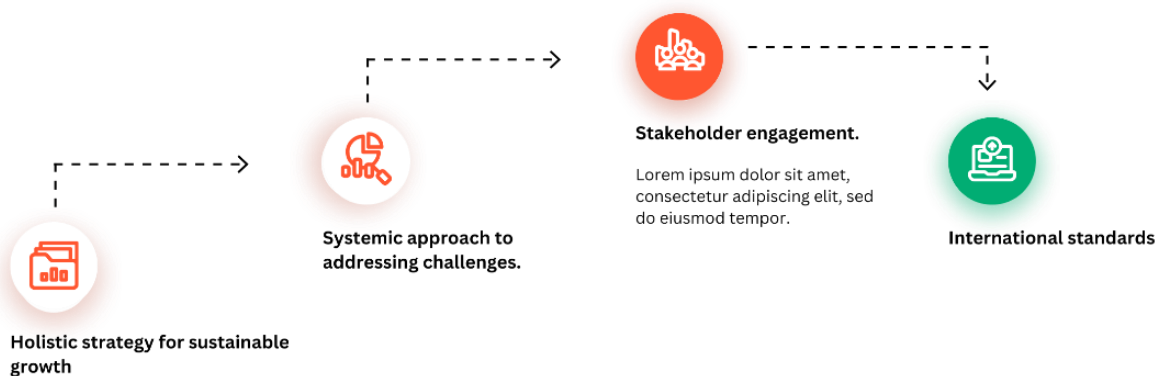 Stakeholder engagement.
Lorem ipsum dolor sit amet,
consectetur adipiscing elit, sed
do eiusmod tempor.
Systemic approach to
addressing challenges.
International standards
Holistic strategy for sustainable
growth